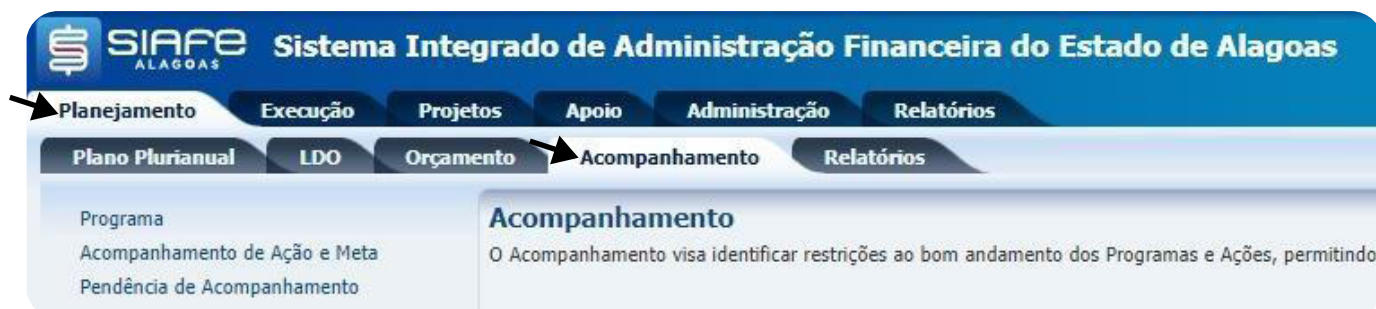 SIAFE ALAGOAS Sistema Integrado de Administração Financeira do Estado de Alagoas
Planejamento Execução Projetos Apoio Administração Relatórios
Plano Plurianual LDO Orçamento Acompanhamento Relatórios
Programa
Acompanhamento de Ação e Meta
Pendência de Acompanhamento
Acompanhamento
O Acompanhamento visa identificar restrições ao bom andamento dos Programas e Ações, permitindo